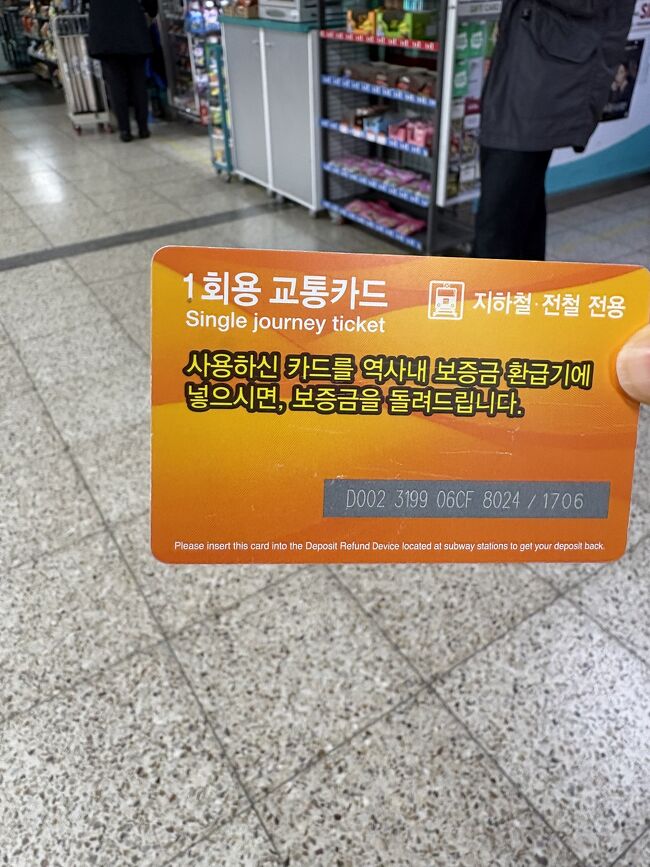 1회용 교통카드
Single journey ticket
지하철·전철 전용
사용하신 카드를 역사내 보증금 환급기에
넣으시면, 보증금을 돌려드립니다.
D002 3199 06CF 8024 / 1706
Please insert this card into the Deposit Refund Device located at subway stations to get your deposit back.
GIFT CARD